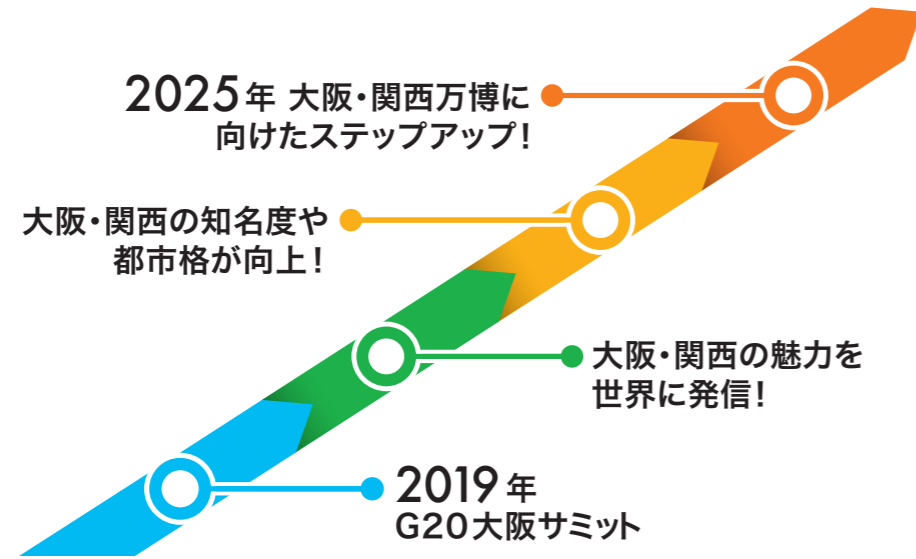 2025年 大阪・関西万博に
向けたステップアップ!
大阪・関西の知名度や
都市格が向上!
大阪・関西の魅力を
世界に発信!
2019年
G20大阪サミット